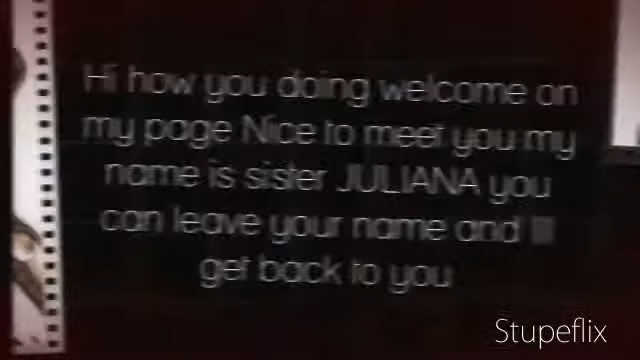 Hi how you doing welcome on
my page Nice to meet you my
name is sister JULIANA you
can leave your name and Ill
get back to you
Stupeflix